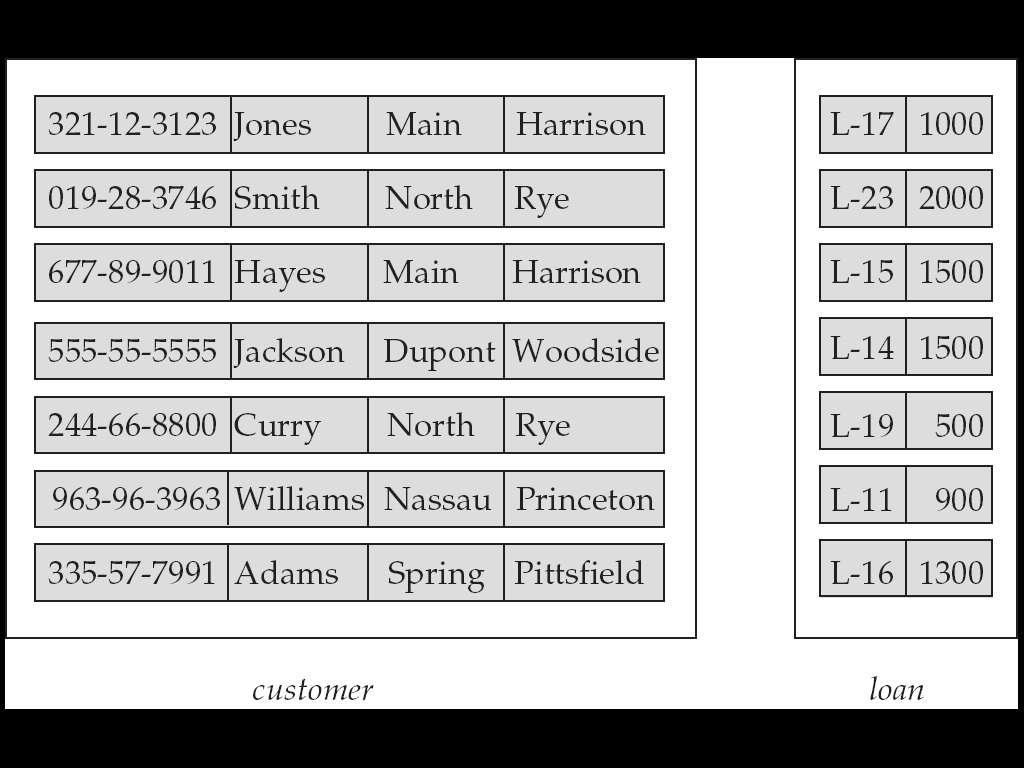 321-12-3123 Jones Main Harrison L-17 1000
019-28-3746 Smith North Rye L-23 2000
677-89-9011 Hayes Main Harrison L-15 1500
555-55-5555 Jackson Dupont Woodside L-14 1500
244-66-8800 Curry North Rye L-19 500
963-96-3963 Williams Nassau Princeton L-11 900
335-57-7991 Adams Spring Pittsfield L-16 1300
customer loan